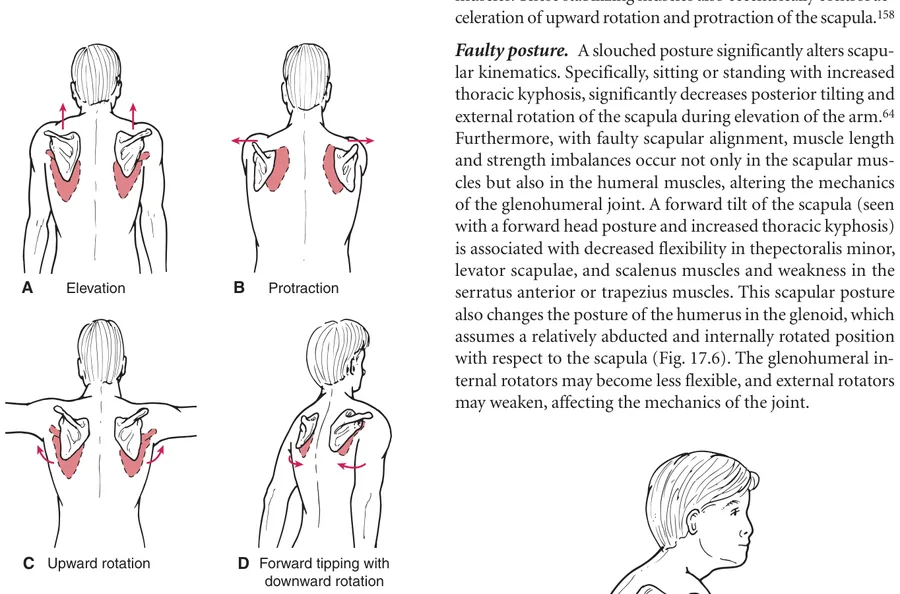 A Elevation
B Protraction
C Upward rotation
D Forward tipping with
downward rotation
celeration of upward rotation and protraction of the scapula.158
Faulty posture. A slouched posture significantly alters scapu-
lar kinematics. Specifically, sitting or standing with increased
thoracic kyphosis, significantly decreases posterior tilting and
external rotation of the scapula during elevation of the arm.64
Furthermore, with faulty scapular alignment, muscle length
and strength imbalances occur not only in the scapular mus-
cles but also in the humeral muscles, altering the mechanics
of the glenohumeral joint. A forward tilt of the scapula (seen
with a forward head posture and increased thoracic kyphosis)
is associated with decreased flexibility in thepectoralis minor,
levator scapulae, and scalenus muscles and weakness in the
serratus anterior or trapezius muscles. This scapular posture
also changes the posture of the humerus in the glenoid, which
assumes a relatively abducted and internally rotated position
with respect to the scapula (Fig. 17.6). The glenohumeral in-
ternal rotators may become less flexible, and external rotators
may weaken, affecting the mechanics of the joint.